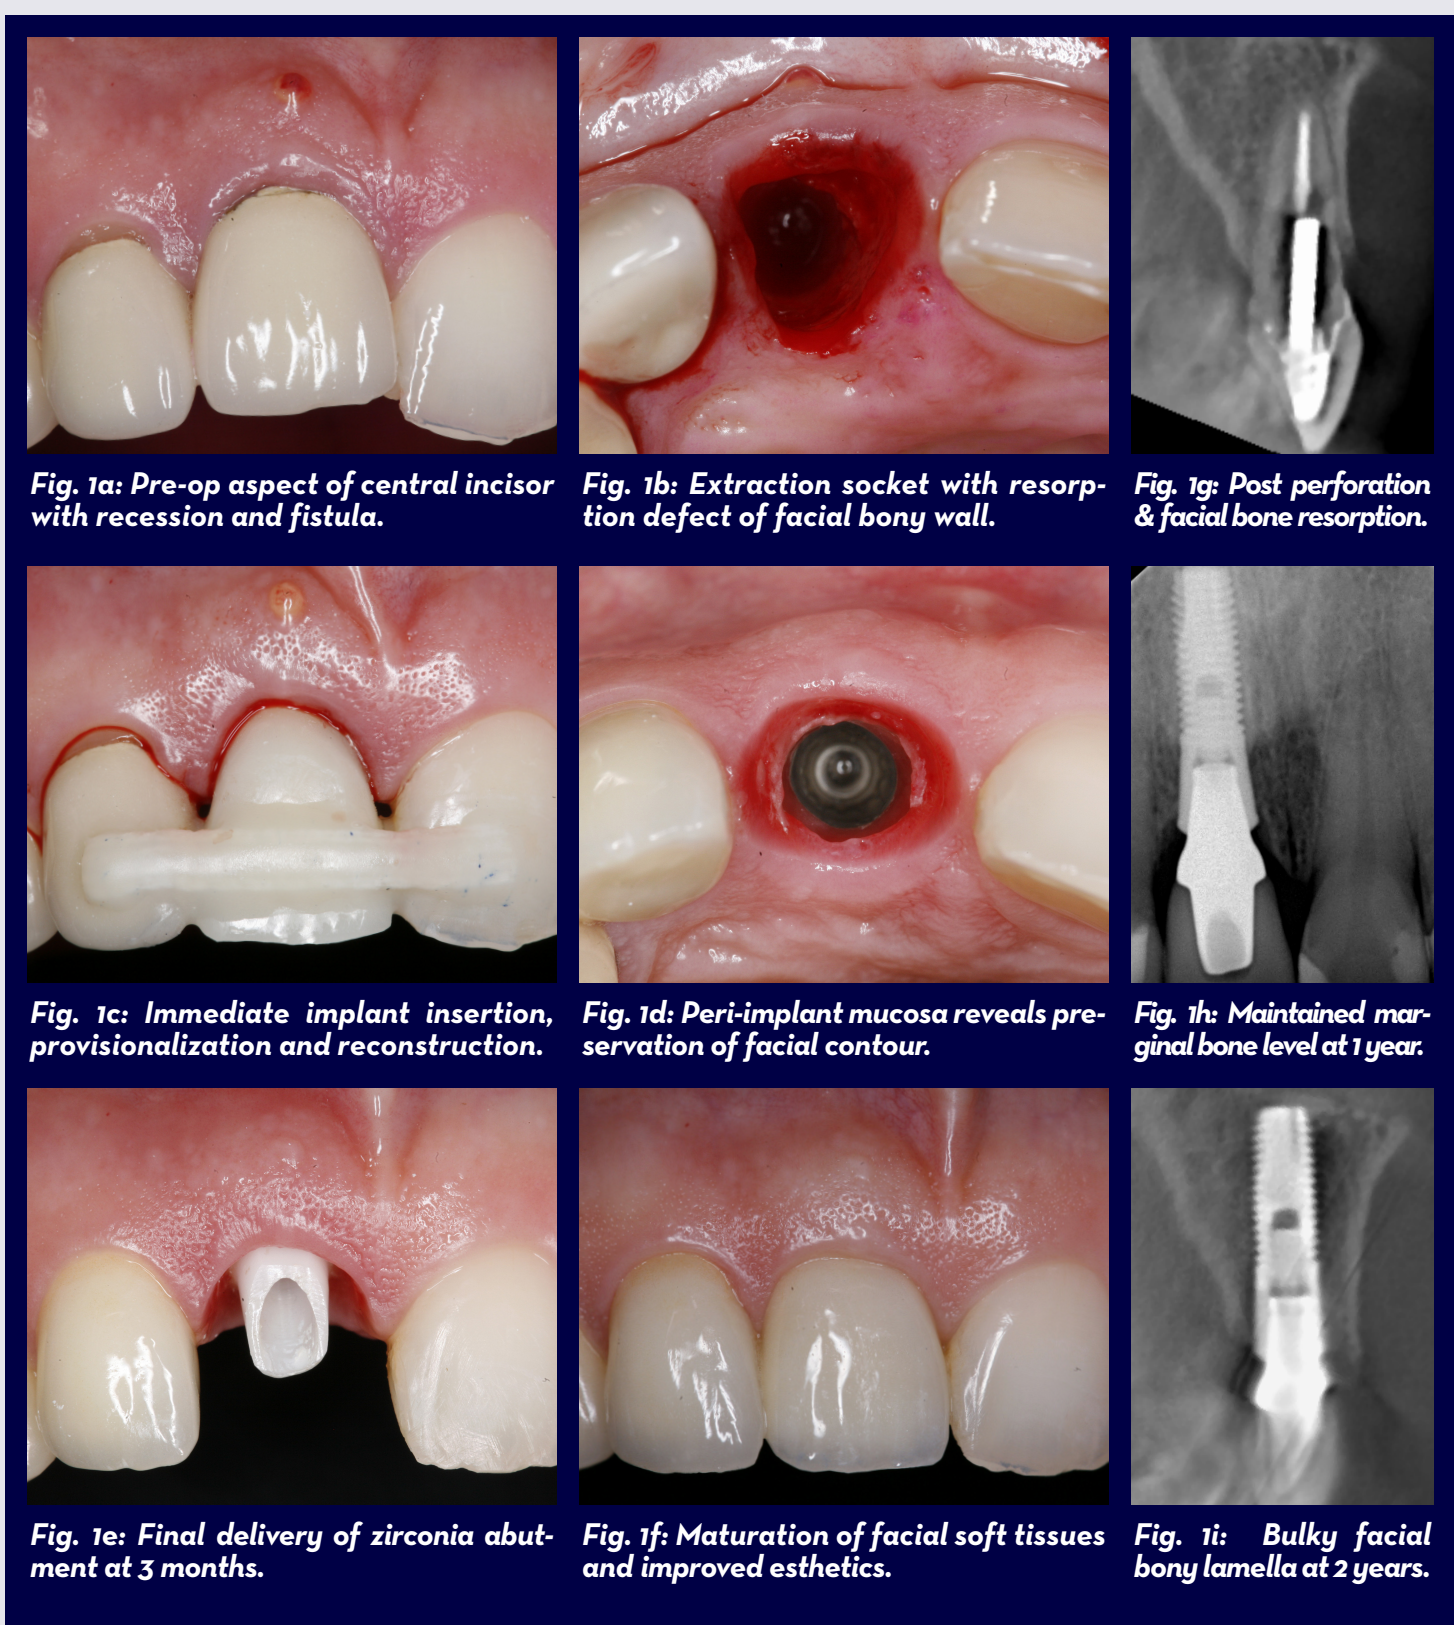 Fig. 1a: Pre-op aspect of central incisor
with recession and fistula.
Fig. 1b: Extraction socket with resorp-
tion defect of facial bony wall.
Fig. 1g: Post perforation
& facial bone resorption.
Fig. 1c: Immediate implant insertion,
provisionalization and reconstruction.
Fig. 1d: Peri-implant mucosa reveals pre-
servation of facial contour.
Fig. 1h: Maintained mar-
ginal bone level at 1 year.
Fig. 1e: Final delivery of zirconia abut-
ment at 3 months.
Fig. 1f: Maturation of facial soft tissues
and improved esthetics.
Fig. 1i: Bulky facial
bony lamella at 2 years.